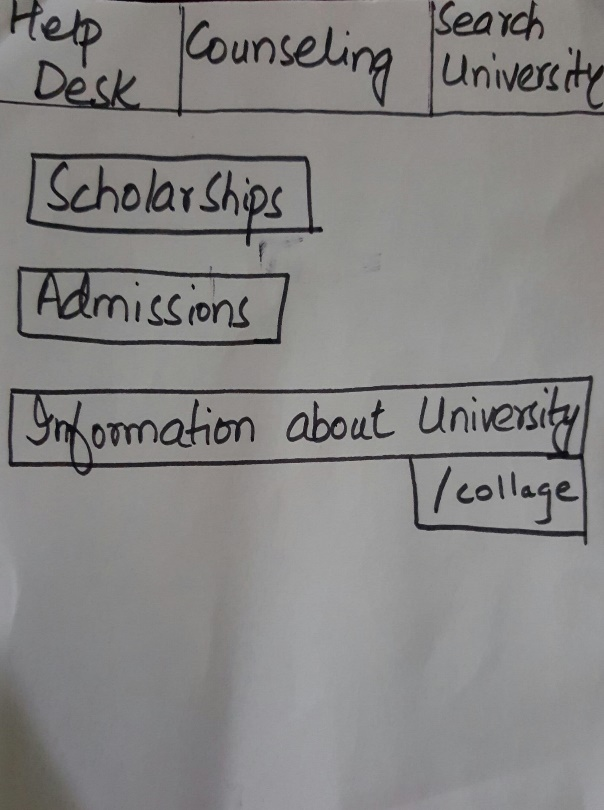 Help Desk Counseling Search University
Scholarships
Admissions
Information about University
/collage